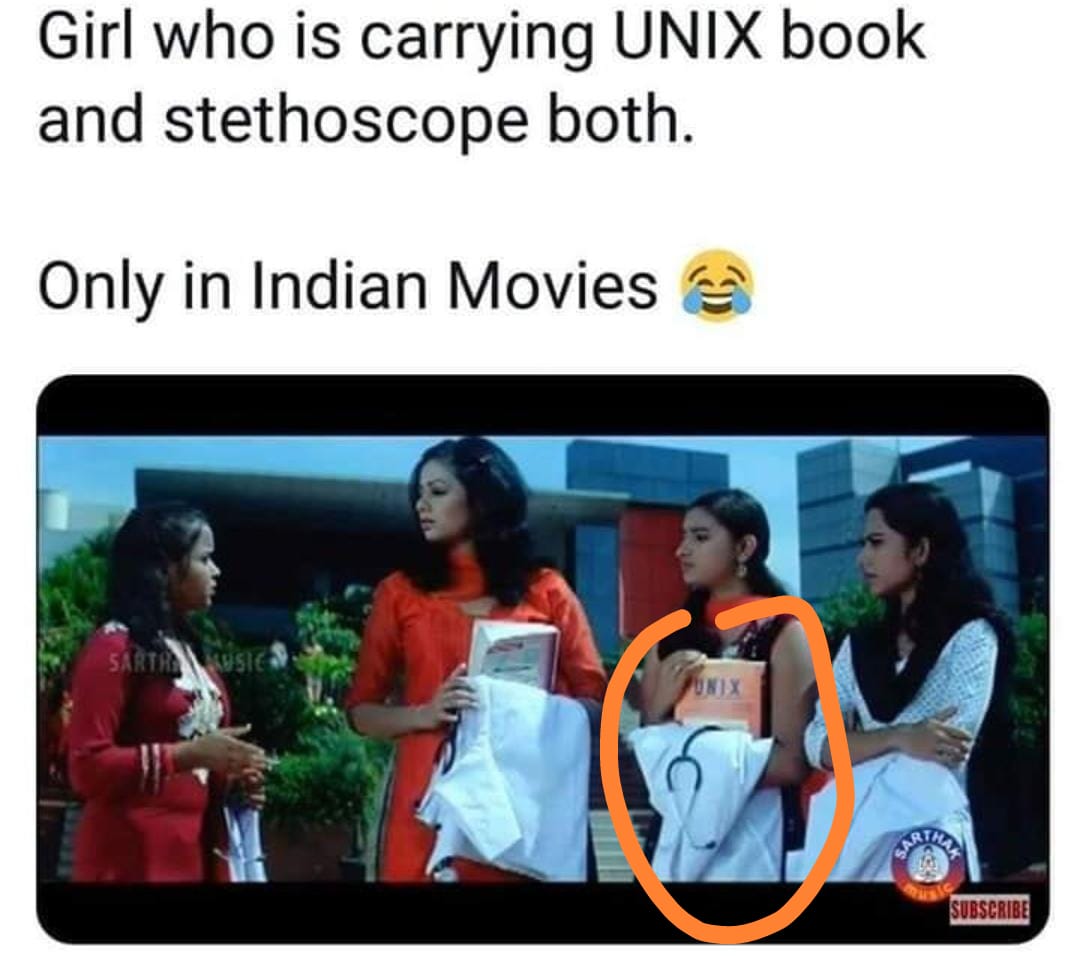 Girl who is carrying UNIX book
and stethoscope both.
Only in Indian Movies 😂
SARTHAK MUSIC
UNIX
SARTHAK
music
SUBSCRIBE